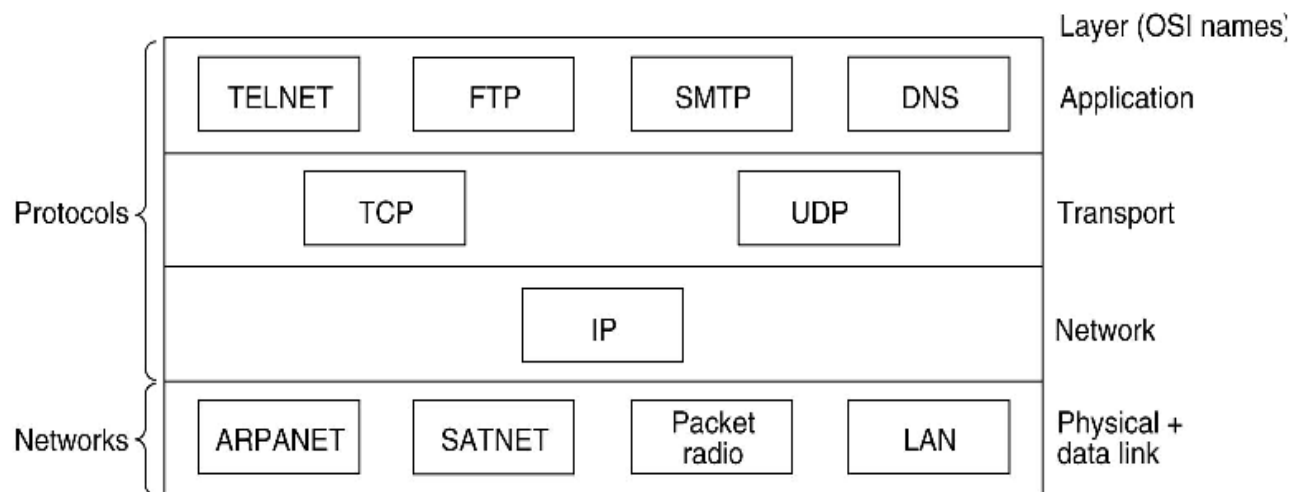 Layer (OSI names)
TELNET FTP SMTP DNS Application
Protocols TCP UDP Transport
IP Network
Networks ARPANET SATNET Packet radio LAN Physical + data link